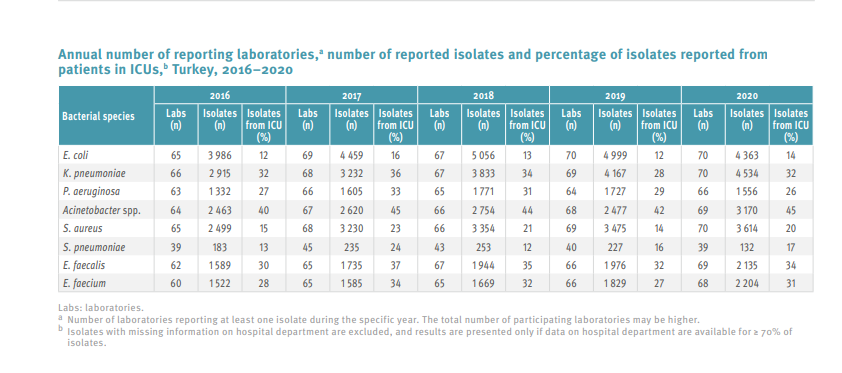 Annual number of reporting laboratories,ᵃ number of reported isolates and percentage of isolates reported from
patients in ICUs,ᵇ Turkey, 2016–2020
Bacterial species 2016 2017 2018 2019 2020
Labs (n) Isolates (n) Isolates from ICU (%) Labs (n) Isolates (n) Isolates from ICU (%) Labs (n) Isolates (n) Isolates from ICU (%) Labs (n) Isolates (n) Isolates from ICU (%) Labs (n) Isolates (n) Isolates from ICU (%)
E. coli 65 3 986 12 69 4 459 16 67 5 056 13 70 4 999 12 70 4 363 14
K. pneumoniae 66 2 915 32 68 3 232 36 67 3 833 34 69 4 167 28 70 4 534 32
P. aeruginosa 63 1 332 27 66 1 605 33 65 1 771 31 64 1 727 29 66 1 556 26
Acinetobacter spp. 64 2 463 40 67 2 620 45 66 2 754 44 68 2 477 42 69 3 170 45
S. aureus 65 2 499 15 68 3 230 23 66 3 354 21 69 3 475 14 70 3 614 20
S. pneumoniae 39 183 13 45 235 24 43 253 12 40 227 16 39 132 17
E. faecalis 62 1 589 30 65 1 735 37 67 1 944 35 66 1 976 32 69 2 135 34
E. faecium 60 1 522 28 65 1 585 34 65 1 669 32 66 1 829 27 68 2 204 31
Labs: laboratories.
ᵃ Number of laboratories reporting at least one isolate during the specific year. The total number of participating laboratories may be higher.
ᵇ Isolates with missing information on hospital department are excluded, and results are presented only if data on hospital department are available for ≥ 70% of
isolates.